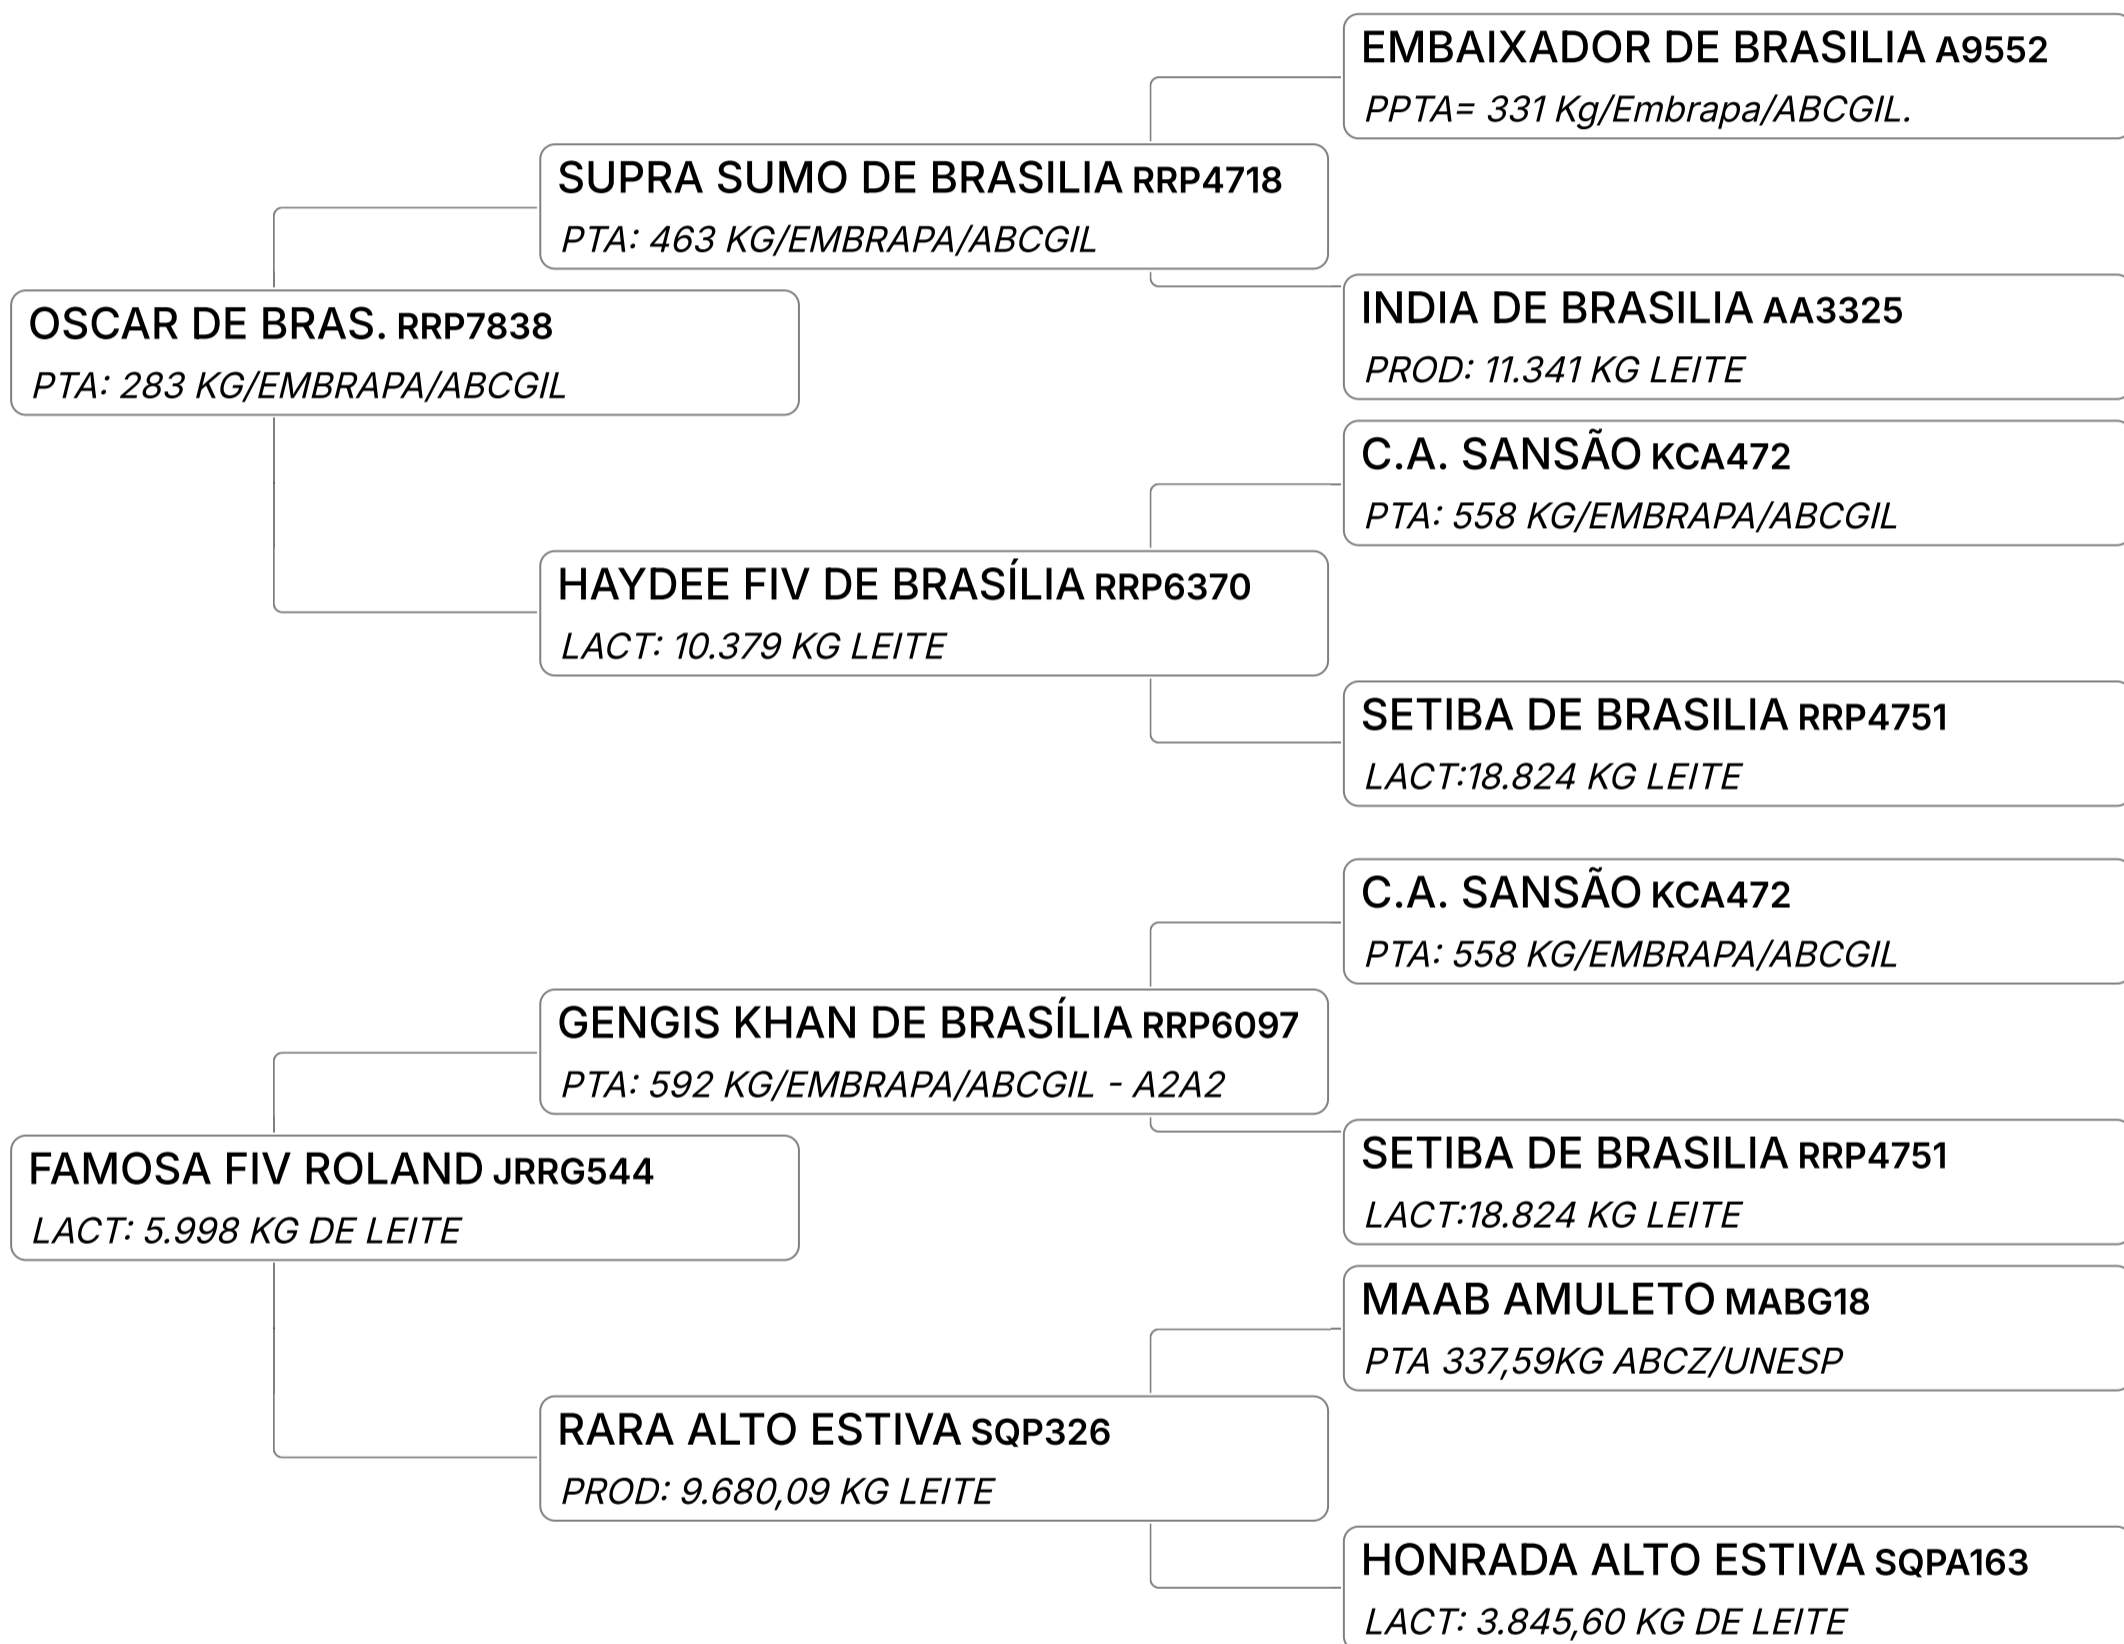 EMBAIXADOR DE BRASILIA A9552
PPTA= 331 Kg/Embrapa/ABCGIL.
SUPRA SUMO DE BRASILIA RRP4718
PTA: 463 KG/EMBRAPA/ABCGIL
INDIA DE BRASILIA AA3325
PROD: 11.341 KG LEITE
OSCAR DE BRAS. RRP7838
PTA: 283 KG/EMBRAPA/ABCGIL
C.A. SANSÃO KCA472
PTA: 558 KG/EMBRAPA/ABCGIL
HAYDEE FIV DE BRASÍLIA RRP6370
LACT: 10.379 KG LEITE
SETIBA DE BRASILIA RRP4751
LACT:18.824 KG LEITE
C.A. SANSÃO KCA472
PTA: 558 KG/EMBRAPA/ABCGIL
GENGIS KHAN DE BRASÍLIA RRP6097
PTA: 592 KG/EMBRAPA/ABCGIL - A2A2
SETIBA DE BRASILIA RRP4751
LACT:18.824 KG LEITE
FAMOSA FIV ROLAND JRRG544
LACT: 5.998 KG DE LEITE
MAAB AMULETO MABG18
PTA 337,59KG ABCZ/UNESP
RARA ALTO ESTIVA SQP326
PROD: 9.680,09 KG LEITE
HONRADA ALTO ESTIVA SQPA163
LACT: 3.845,60 KG DE LEITE